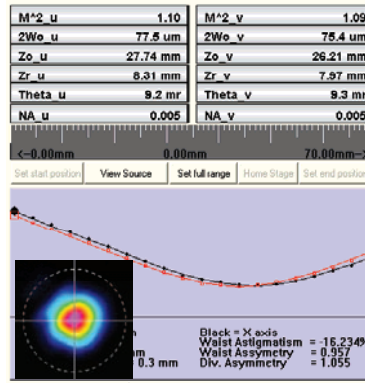 M^2_u 1.10 M^2_v 1.09
2Wo_u 77.5 um 2Wo_v 75.4 um
Zo_u 27.74 mm Zo_v 26.21 mm
Zr_u 8.31 mm Zr_v 7.97 mm
Theta_u 9.2 mr Theta_v 9.3 mr
NA_u 0.005 NA_v 0.005
<--0.00mm 0.00mm 70.00mm-->
Set start position View Source Set full range Home Stage Set end position
Black = X axis
Waist Astigmatism = -16.234%
Waist Assymetry = 0.957
0.3 mm Div. Asymmetry = 1.055